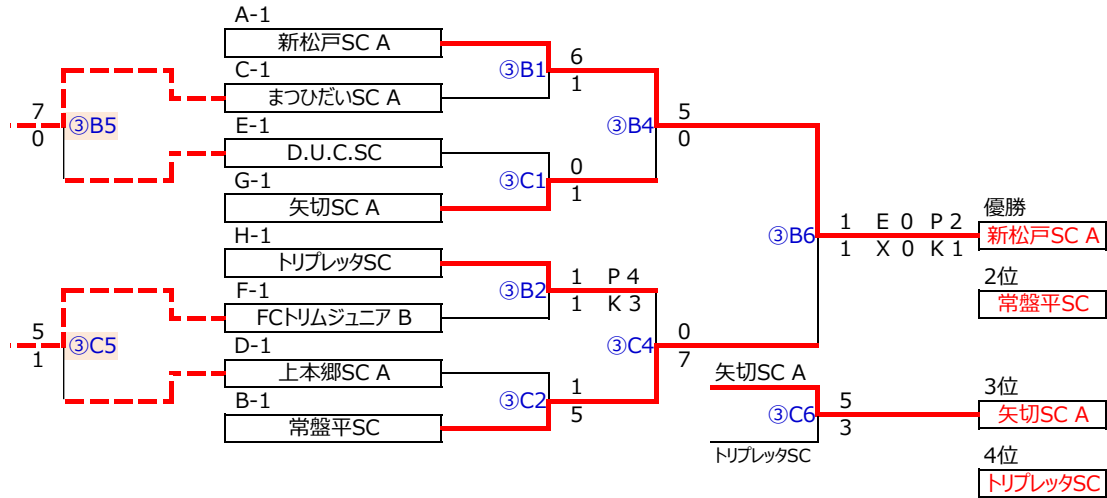 A-1
新松戸SC A
③B1
6
1
C-1
まつひだいSC A
7
0
③B5
③B4
5
0
E-1
D.U.C.SC
③C1
0
1
G-1
矢切SC A
③B6
1 E 0 P 2
1 X 0 K 1
優勝
新松戸SC A
H-1
トリプレッタSC
③B2
1 P 4
1 K 3
2位
常盤平SC
F-1
FCトリムジュニア B
5
1
③C5
③C4
0
7
D-1
上本郷SC A
③C2
1
5
B-1
常盤平SC
矢切SC A
③C6
5
3
トリプレッタSC
3位
矢切SC A
4位
トリプレッタSC